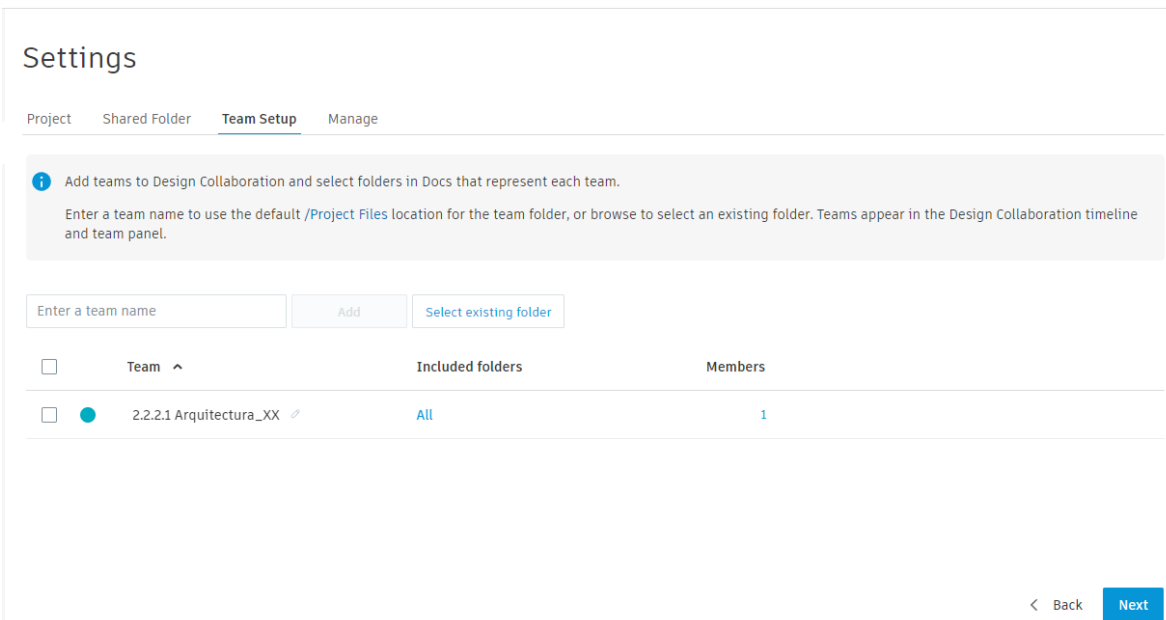 Settings
Project Shared Folder Team Setup Manage
Add teams to Design Collaboration and select folders in Docs that represent each team.
Enter a team name to use the default /Project Files location for the team folder, or browse to select an existing folder. Teams appear in the Design Collaboration timeline
and team panel.
Enter a team name Add Select existing folder
Team Included folders Members
2.2.2.1 Arquitectura_XX All 1
Back Next